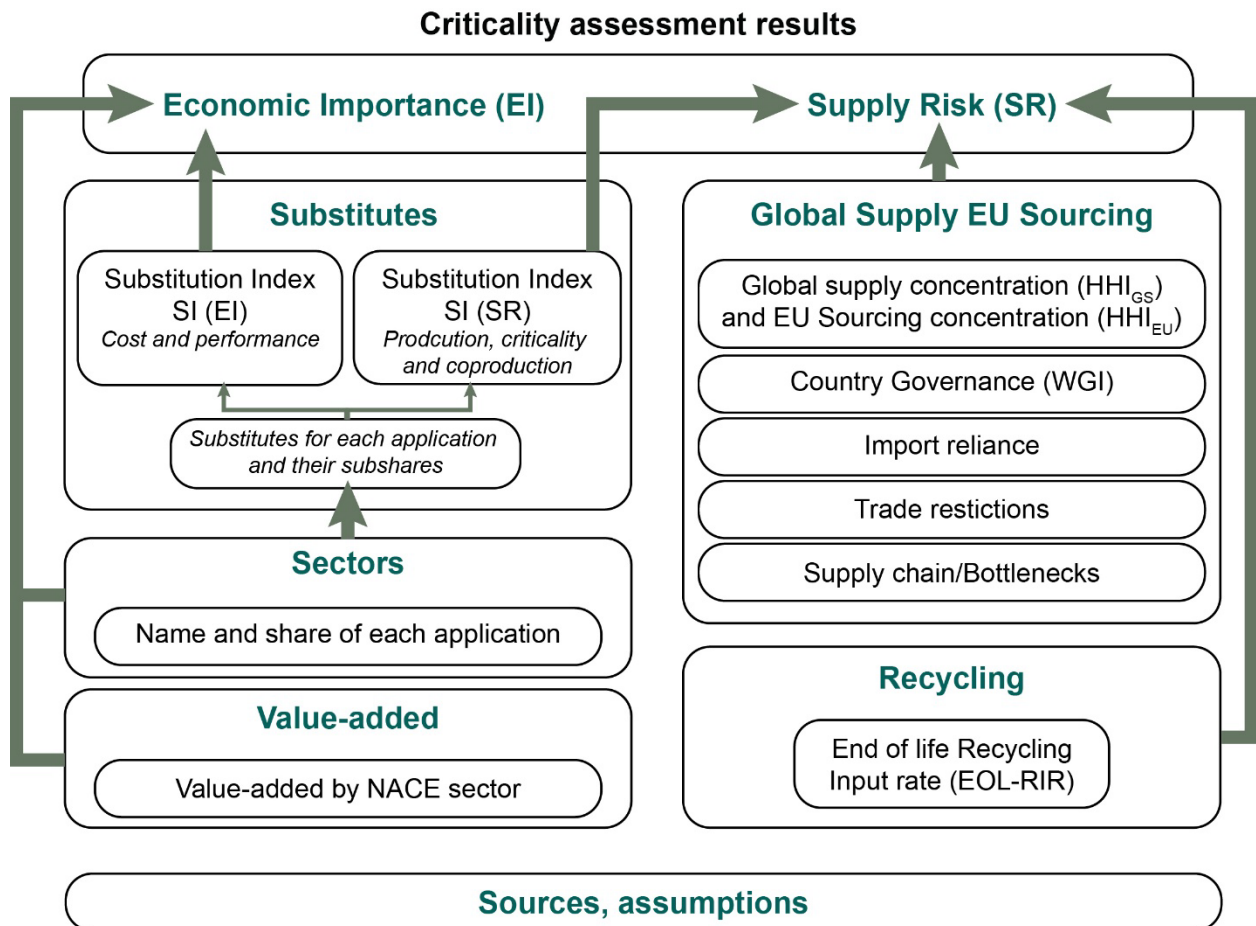 Criticality assessment results
Economic Importance (EI)
Supply Risk (SR)
Substitutes
Substitution Index
SI (EI)
Cost and performance
Substitution Index
SI (SR)
Prodcution, criticality
and coproduction
Substitutes for each application
and their subshares
Sectors
Name and share of each application
Value-added
Value-added by NACE sector
Global Supply EU Sourcing
Global supply concentration (HHI_GS)
and EU Sourcing concentration (HHI_EU)
Country Governance (WGI)
Import reliance
Trade restictions
Supply chain/Bottlenecks
Recycling
End of life Recycling
Input rate (EOL-RIR)
Sources, assumptions